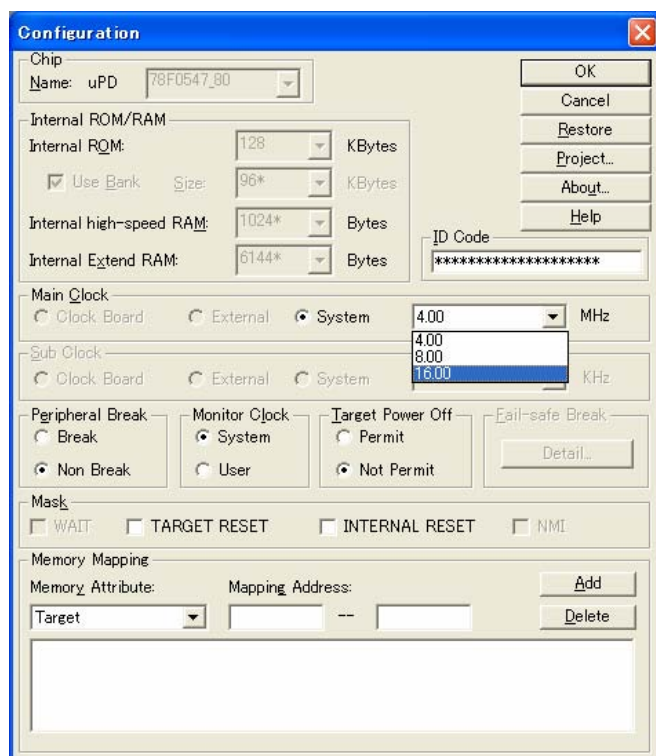 Configuration
Chip
Name: uPD 78F0547_80
OK
Cancel
Restore
Project...
About...
Help
Internal ROM/RAM
Internal ROM: 128 KBytes
Use Bank Size: 96* KBytes
Internal high-speed RAM: 1024* Bytes
Internal Extend RAM: 6144* Bytes
ID Code
********************
Main Clock
Clock Board External System 4.00 MHz
4.00
8.00
16.00
Sub Clock
Clock Board External System KHz
Peripheral Break
Break
Non Break
Monitor Clock
System
User
Target Power Off
Permit
Not Permit
Fail-safe Break
Detail...
Mask
WAIT TARGET RESET INTERNAL RESET NMI
Memory Mapping
Memory Attribute: Mapping Address: Add
Target -- Delete